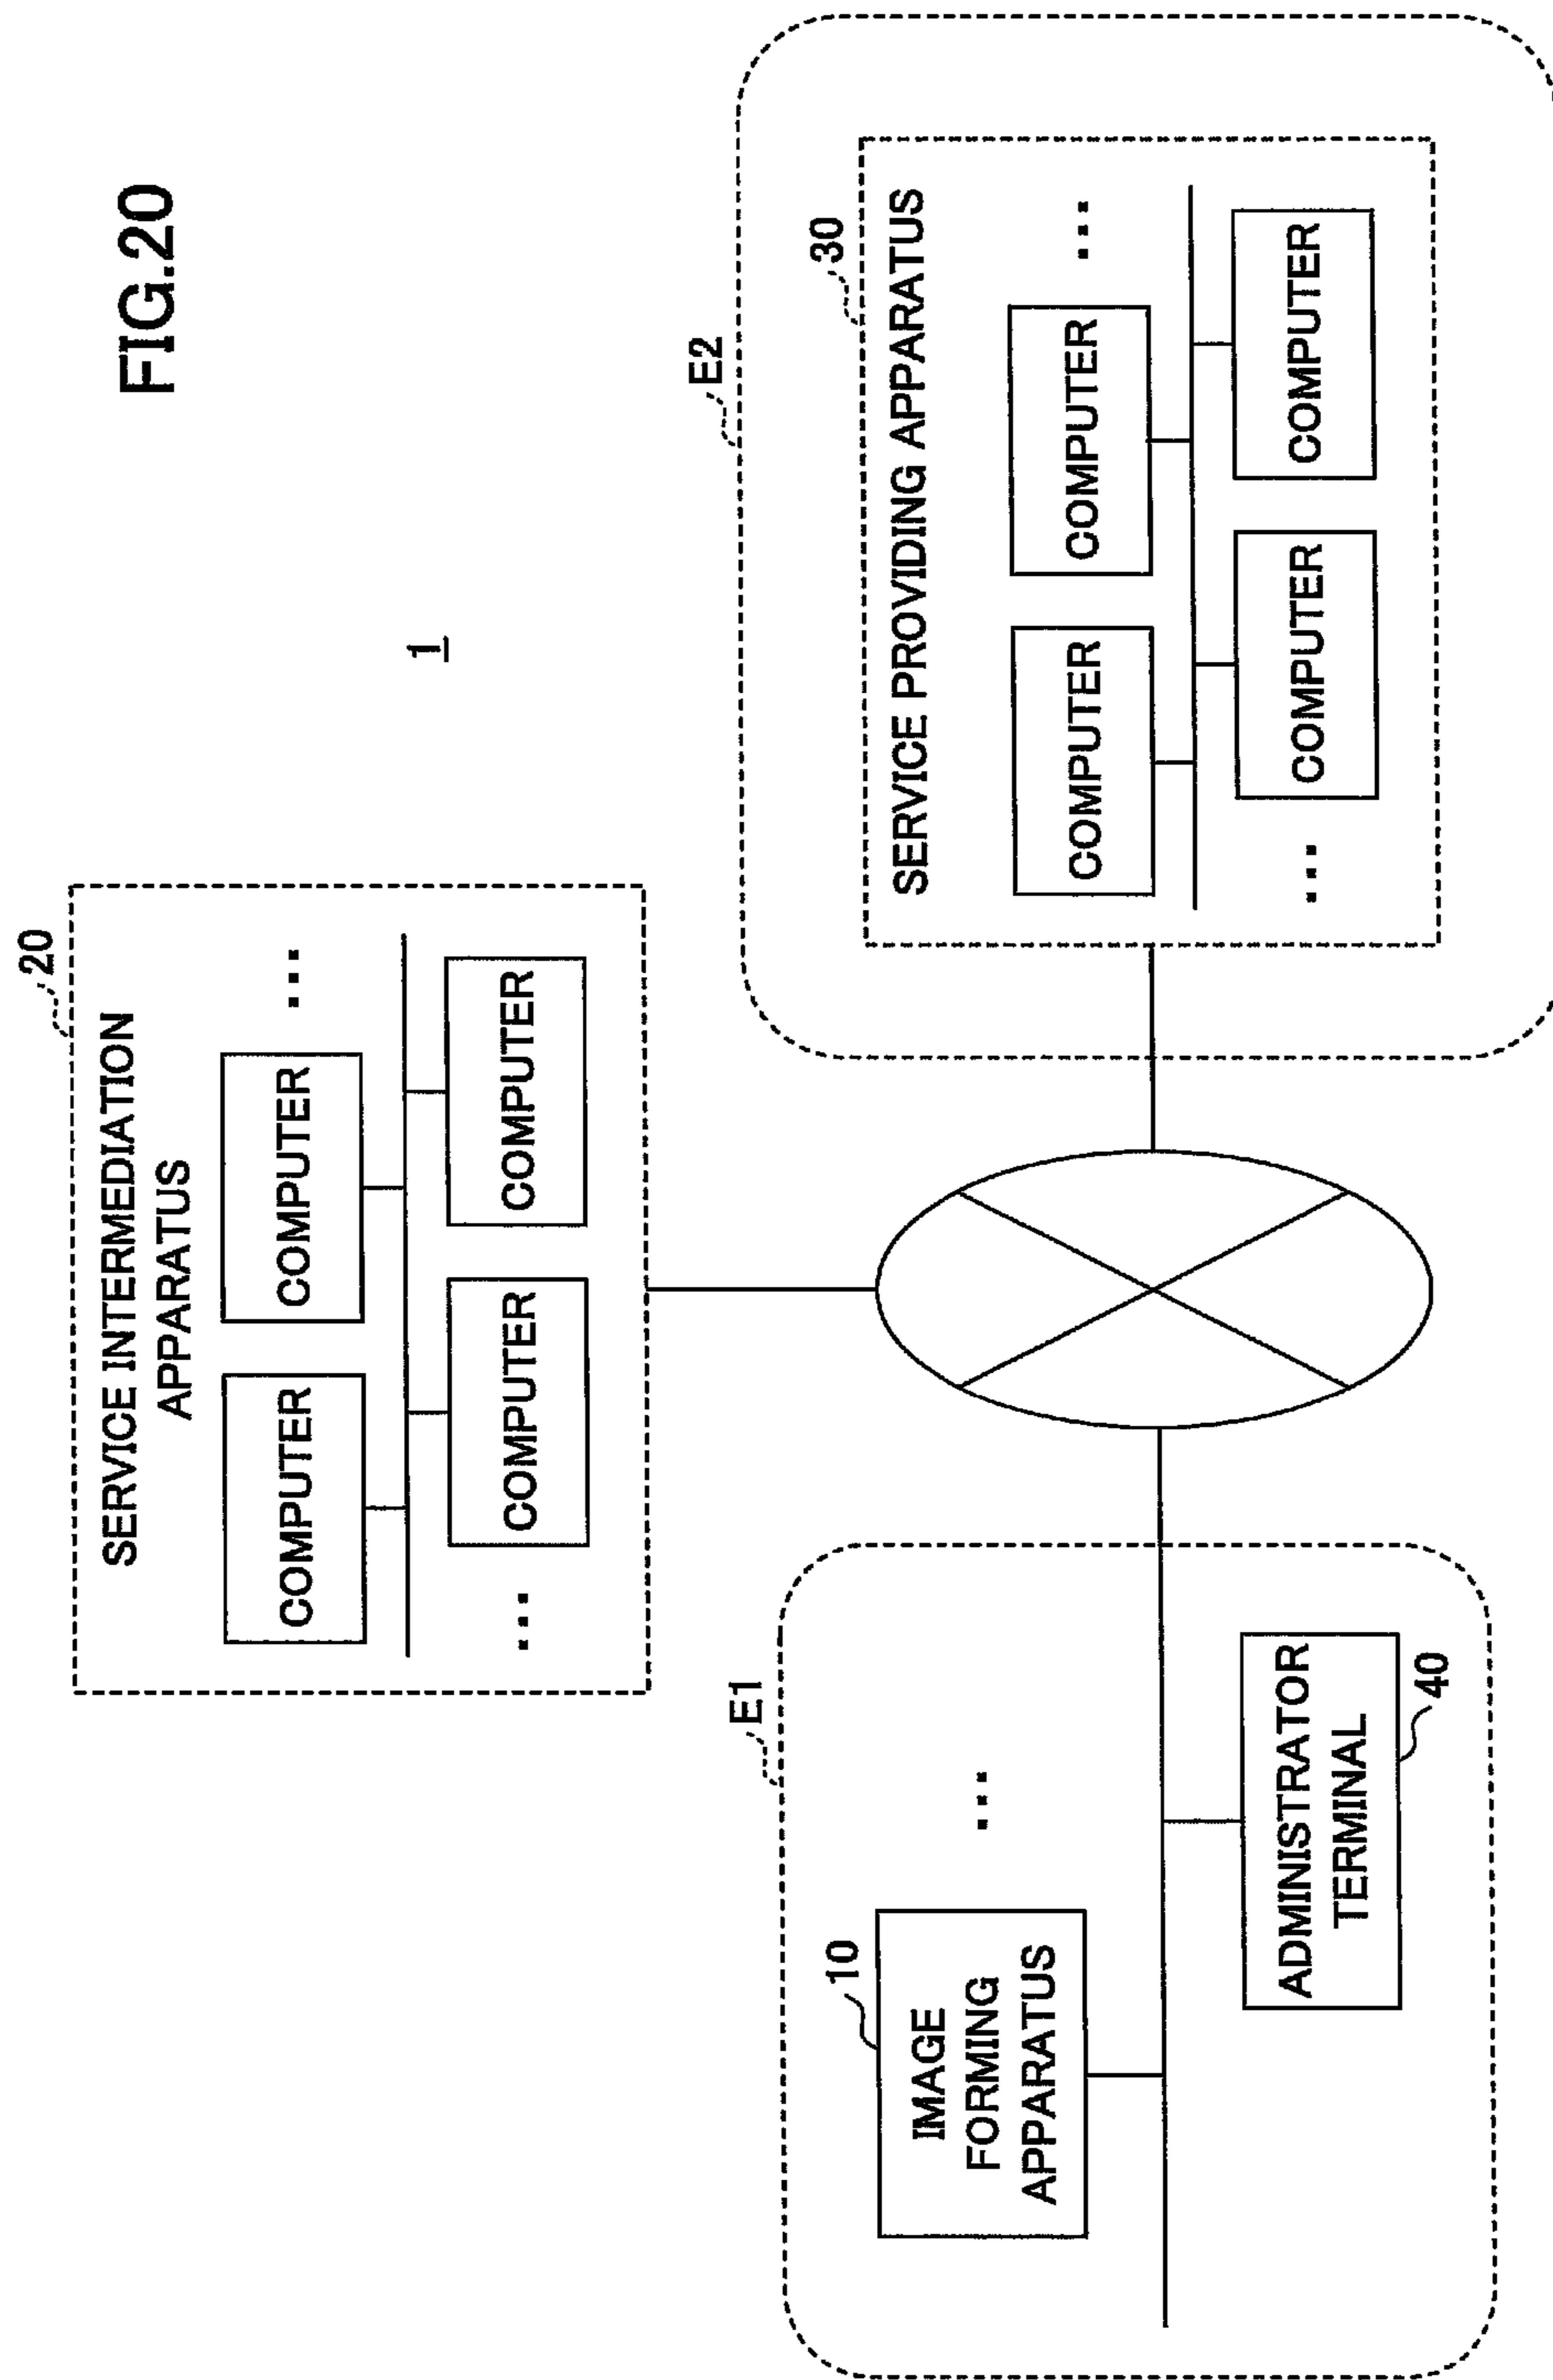 FIG.20
1
20
SERVICE INTERMEDIATION
APPARATUS
COMPUTER
COMPUTER
...
...
COMPUTER
COMPUTER
E1
10
IMAGE
FORMING
APPARATUS
...
ADMINISTRATOR
TERMINAL
40
E2
30
SERVICE PROVIDING APPARATUS
COMPUTER
COMPUTER
...
...
COMPUTER
COMPUTER